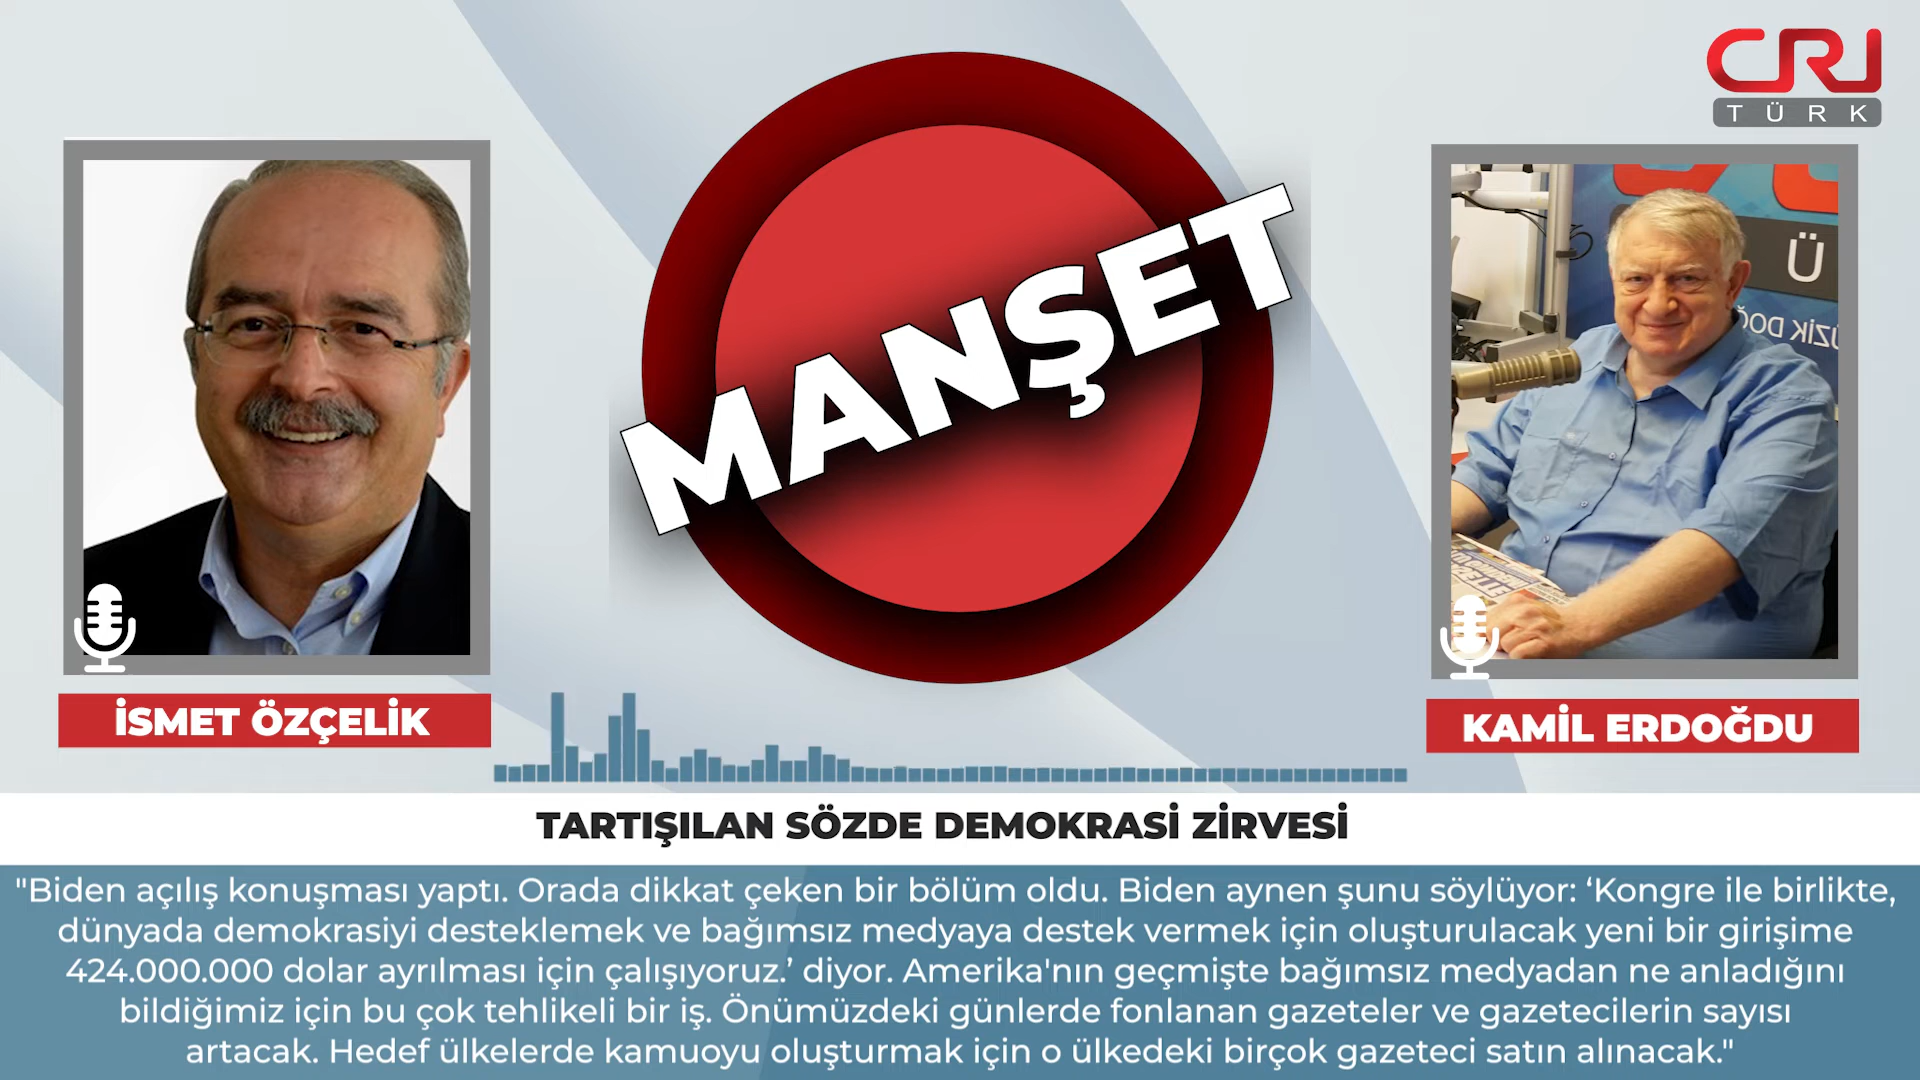 CRI
TÜRK
MANŞET
Ü
İSMET ÖZÇELİK
KAMİL ERDOĞDU
TARTIŞILAN SÖZDE DEMOKRASİ ZİRVESİ
"Biden açılış konuşması yaptı. Orada dikkat çeken bir bölüm oldu. Biden aynen şunu söylüyor: ‘Kongre ile birlikte,
dünyada demokrasiyi desteklemek ve bağımsız medyaya destek vermek için oluşturulacak yeni bir girişime
424.000.000 dolar ayrılması için çalışıyoruz.’ diyor. Amerika'nın geçmişte bağımsız medyadan ne anladığını
bildiğimiz için bu çok tehlikeli bir iş. Önümüzdeki günlerde fonlanan gazeteler ve gazetecilerin sayısı
artacak. Hedef ülkelerde kamuoyu oluşturmak için o ülkedeki birçok gazeteci satın alınacak."